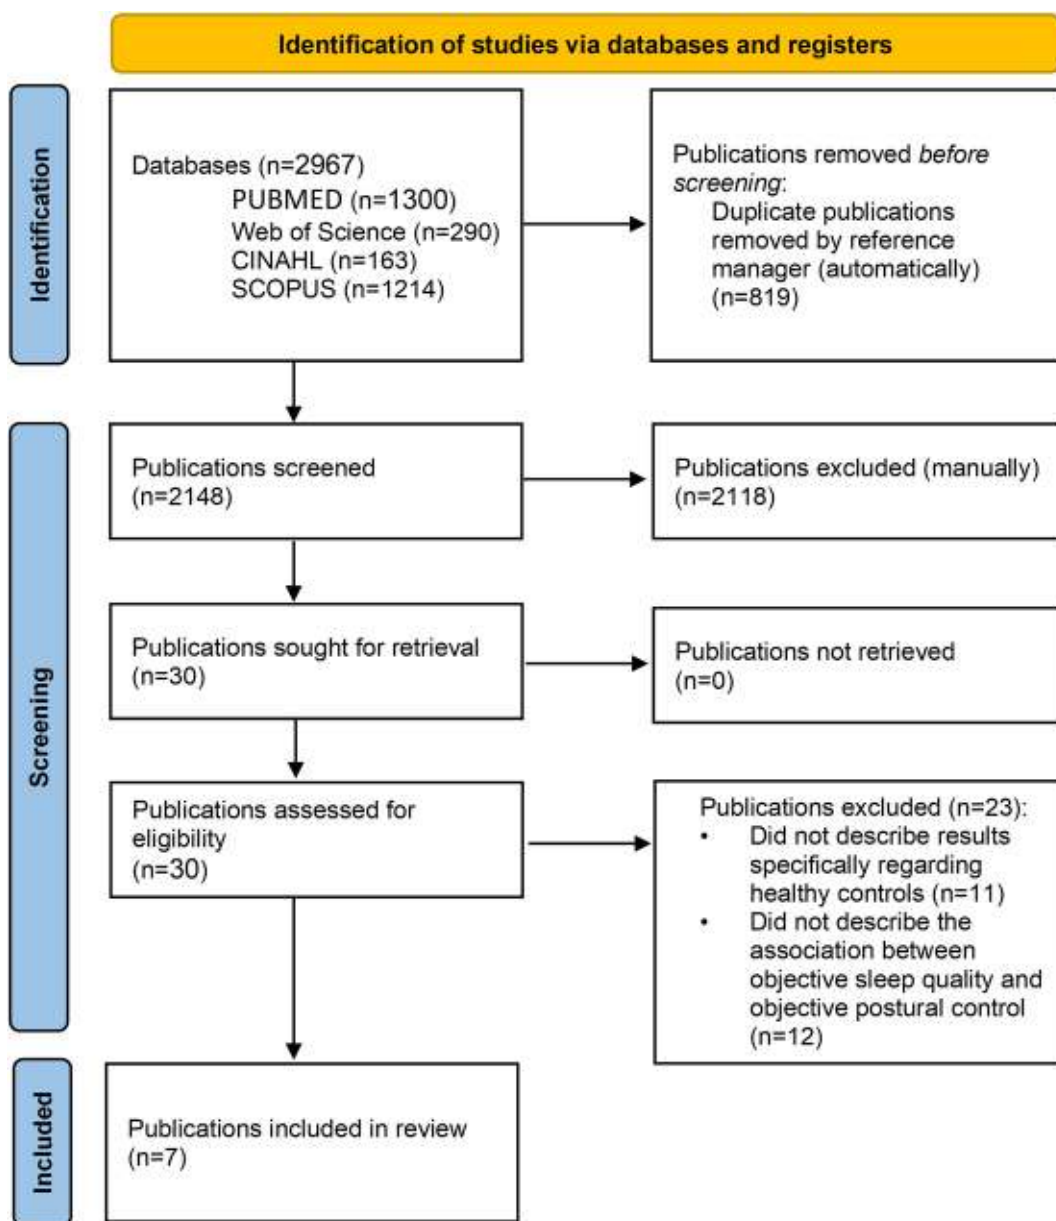 Identification of studies via databases and registers
Identification
Databases (n=2967)
PUBMED (n=1300)
Web of Science (n=290)
CINAHL (n=163)
SCOPUS (n=1214)
Publications removed before
screening:
Duplicate publications
removed by reference
manager (automatically)
(n=819)
Screening
Publications screened
(n=2148)
Publications excluded (manually)
(n=2118)
Publications sought for retrieval
(n=30)
Publications not retrieved
(n=0)
Publications assessed for
eligibility
(n=30)
Publications excluded (n=23):
• Did not describe results
specifically regarding
healthy controls (n=11)
• Did not describe the
association between
objective sleep quality and
objective postural control
(n=12)
Included
Publications included in review
(n=7)